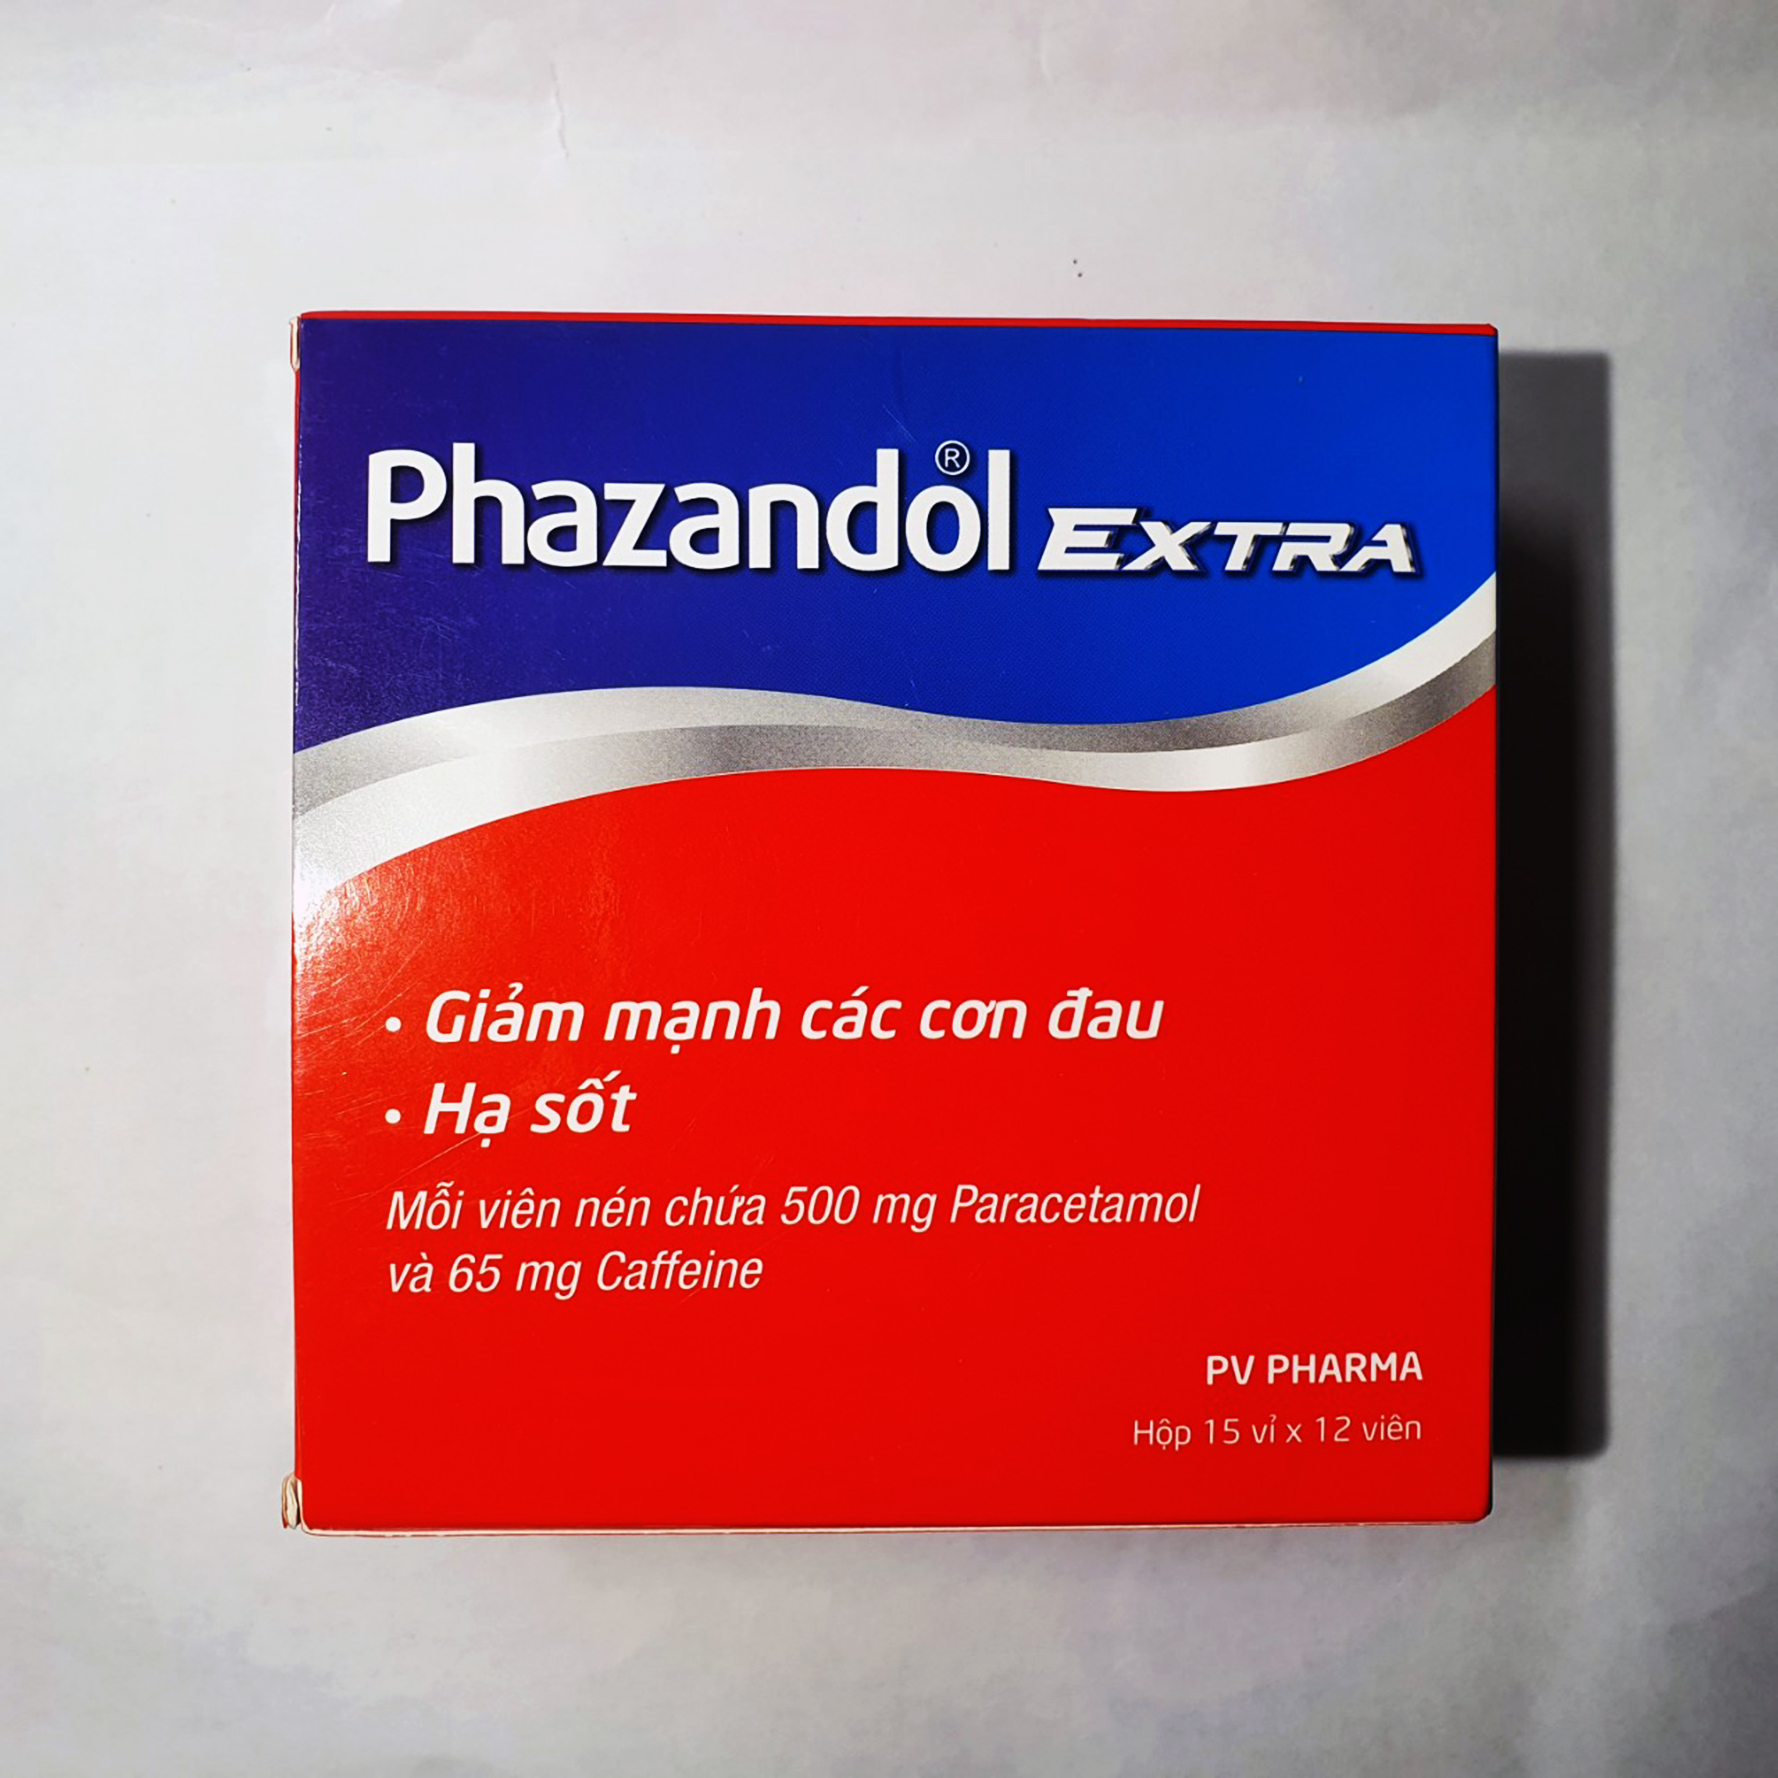 Phazandol® EXTRA
• Giảm mạnh các cơn đau
• Hạ sốt
Mỗi viên nén chứa 500 mg Paracetamol
và 65 mg Caffeine
PV PHARMA
Hộp 15 vỉ x 12 viên